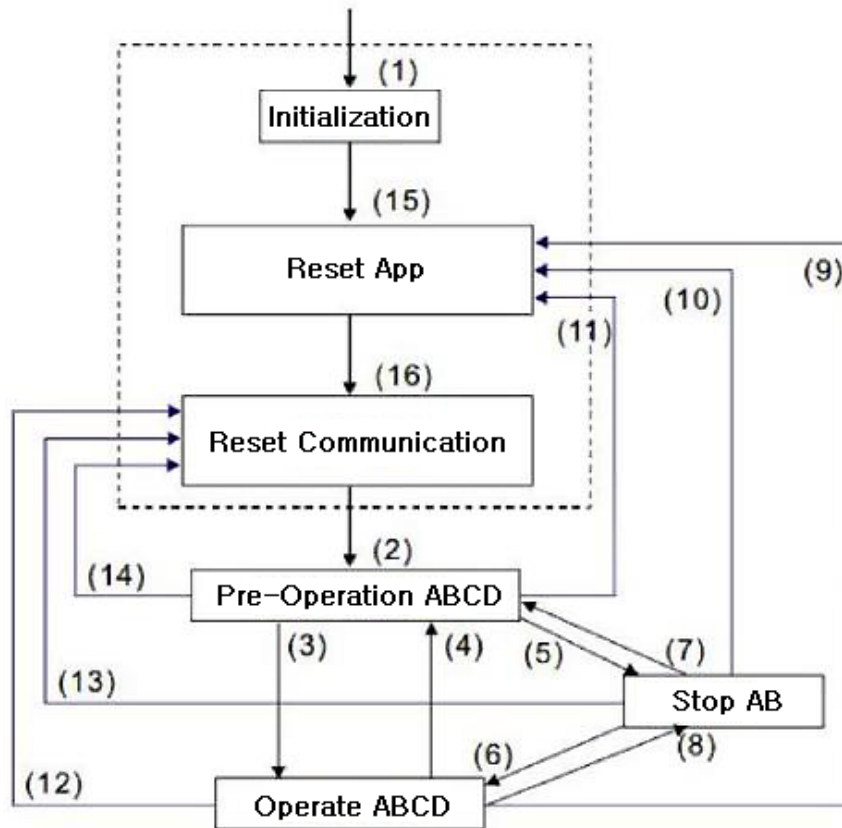 (1)
Initialization
(15)
Reset App
(9)
(10)
(11)
(16)
Reset Communication
(2)
(14)
Pre-Operation ABCD
(3)
(4)
(5)
(7)
(13)
Stop AB
(6)
(8)
(12)
Operate ABCD